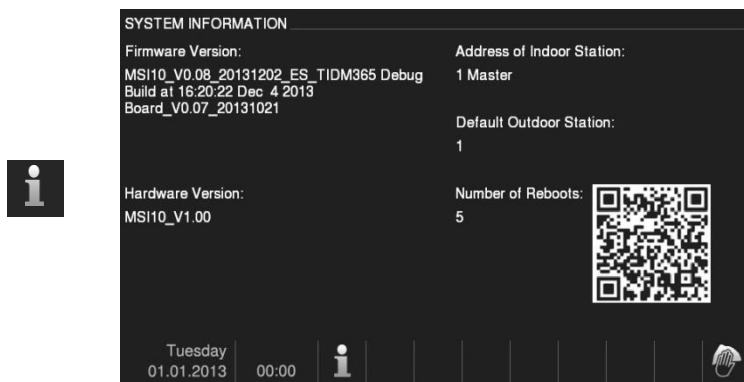 SYSTEM INFORMATION
Firmware Version:
MSI10_V0.08_20131202_ES_TIDM365 Debug
Build at 16:20:22 Dec 4 2013
Board_V0.07_20131021
Address of Indoor Station:
1 Master
Default Outdoor Station:
1
Hardware Version:
MSI10_V1.00
Number of Reboots:
5
Tuesday
01.01.2013 00:00